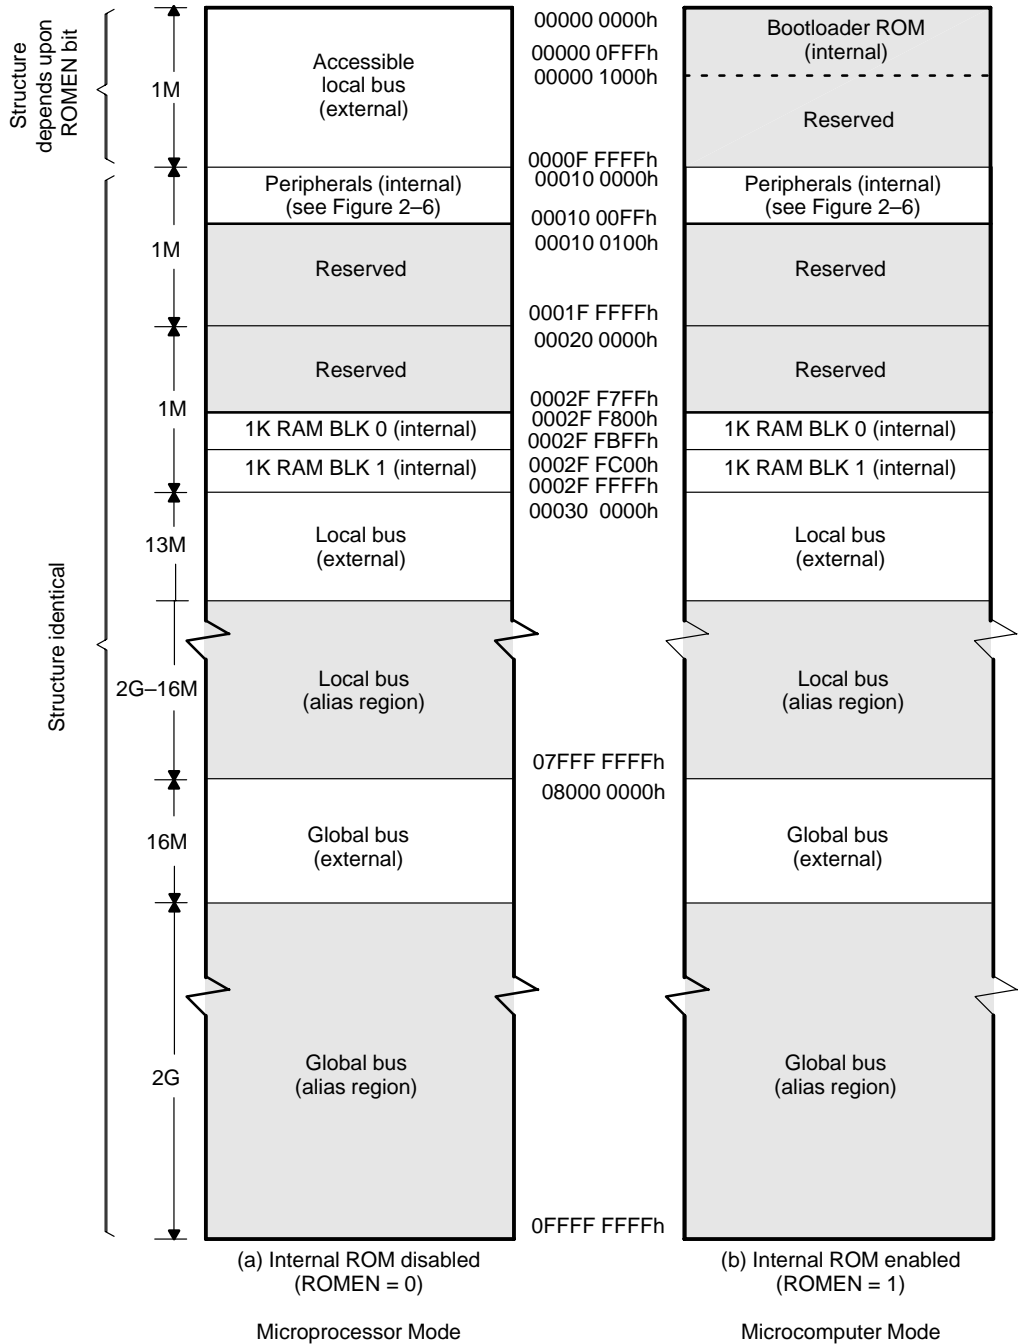 Structure
depends upon
ROMEN bit
Structure identical
1M
1M
1M
13M
2G–16M
16M
2G
Accessible
local bus
(external)
Peripherals (internal)
(see Figure 2–6)
Reserved
Reserved
1K RAM BLK 0 (internal)
1K RAM BLK 1 (internal)
Local bus
(external)
Local bus
(alias region)
Global bus
(external)
Global bus
(alias region)
(a) Internal ROM disabled
(ROMEN = 0)
Microprocessor Mode
00000 0000h
00000 0FFFh
00000 1000h
0000F FFFFh
00010 0000h
00010 00FFh
00010 0100h
0001F FFFFh
00020 0000h
0002F F7FFh
0002F F800h
0002F FBFFh
0002F FC00h
0002F FFFFh
00030 0000h
07FFF FFFFh
08000 0000h
0FFFF FFFFh
Bootloader ROM
(internal)
Reserved
Peripherals (internal)
(see Figure 2–6)
Reserved
Reserved
1K RAM BLK 0 (internal)
1K RAM BLK 1 (internal)
Local bus
(external)
Local bus
(alias region)
Global bus
(external)
Global bus
(alias region)
(b) Internal ROM enabled
(ROMEN = 1)
Microcomputer Mode